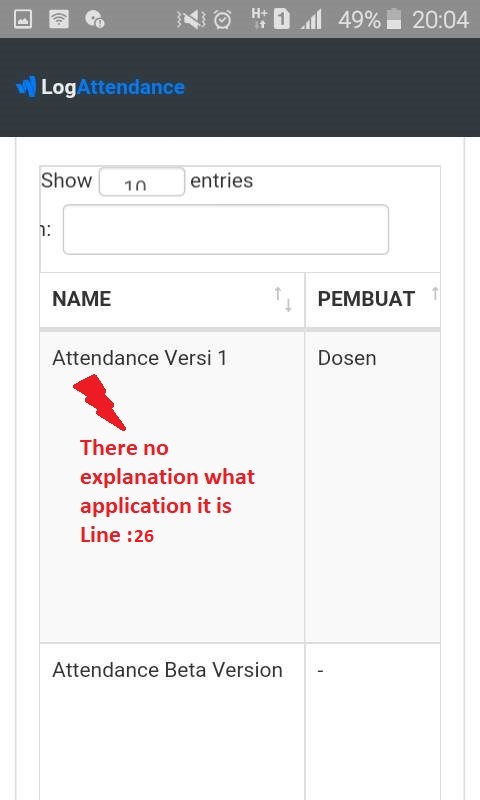 H+ 1 49% 20:04
LogAttendance
Show 10 entries
NAME PEMBUAT
Attendance Versi 1 Dosen
There no
explanation what
application it is
Line :26
Attendance Beta Version -